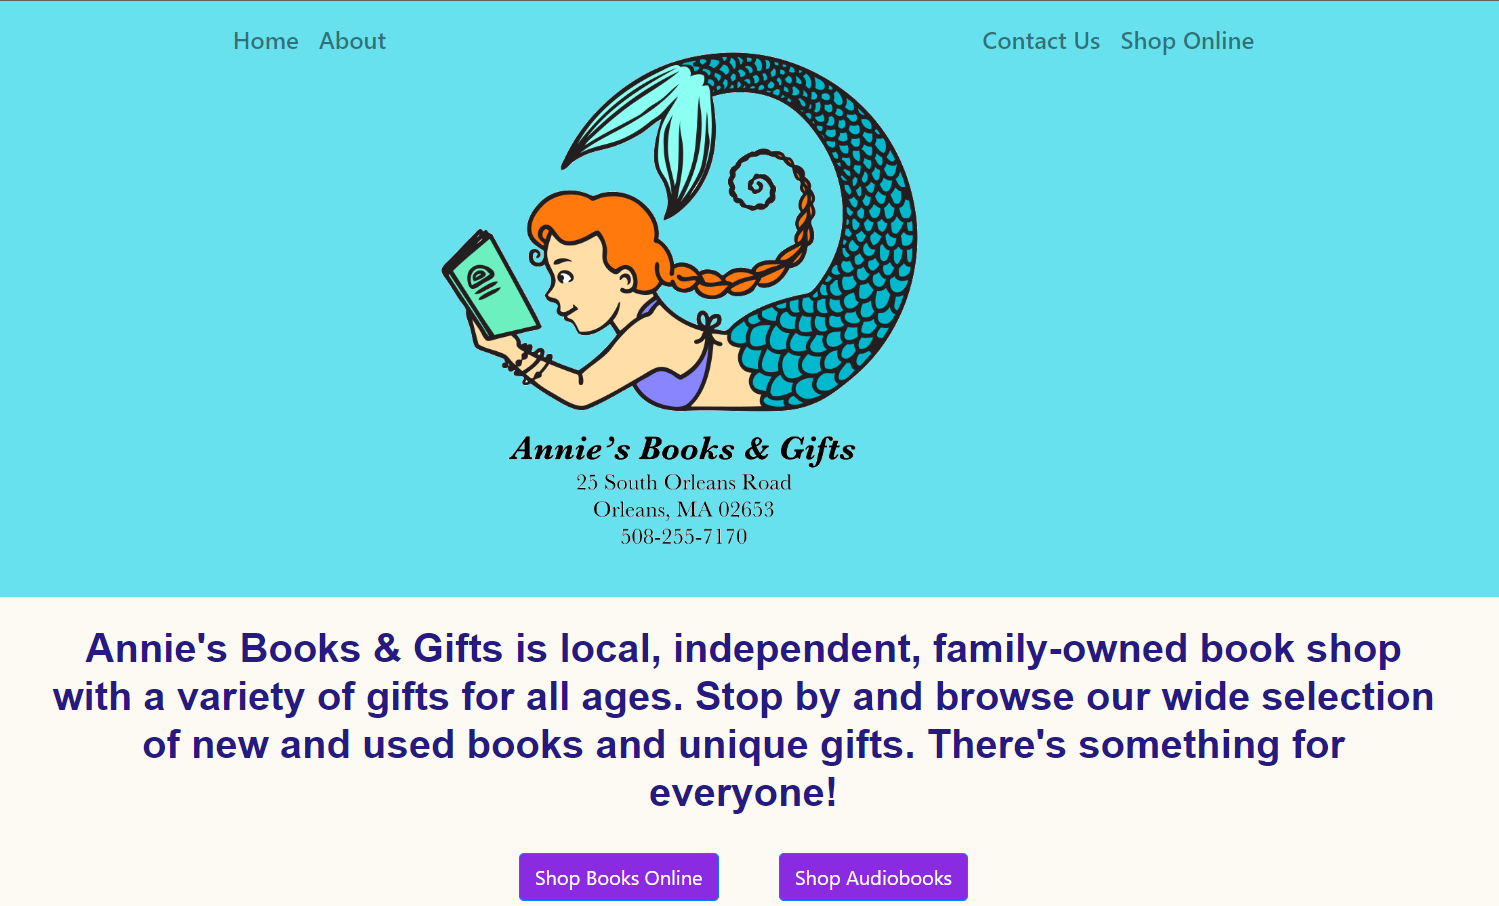 Home About Contact Us Shop Online
Annie’s Books & Gifts
25 South Orleans Road
Orleans, MA 02653
508-255-7170
Annie's Books & Gifts is local, independent, family-owned book shop
with a variety of gifts for all ages. Stop by and browse our wide selection
of new and used books and unique gifts. There's something for
everyone!
Shop Books Online Shop Audiobooks